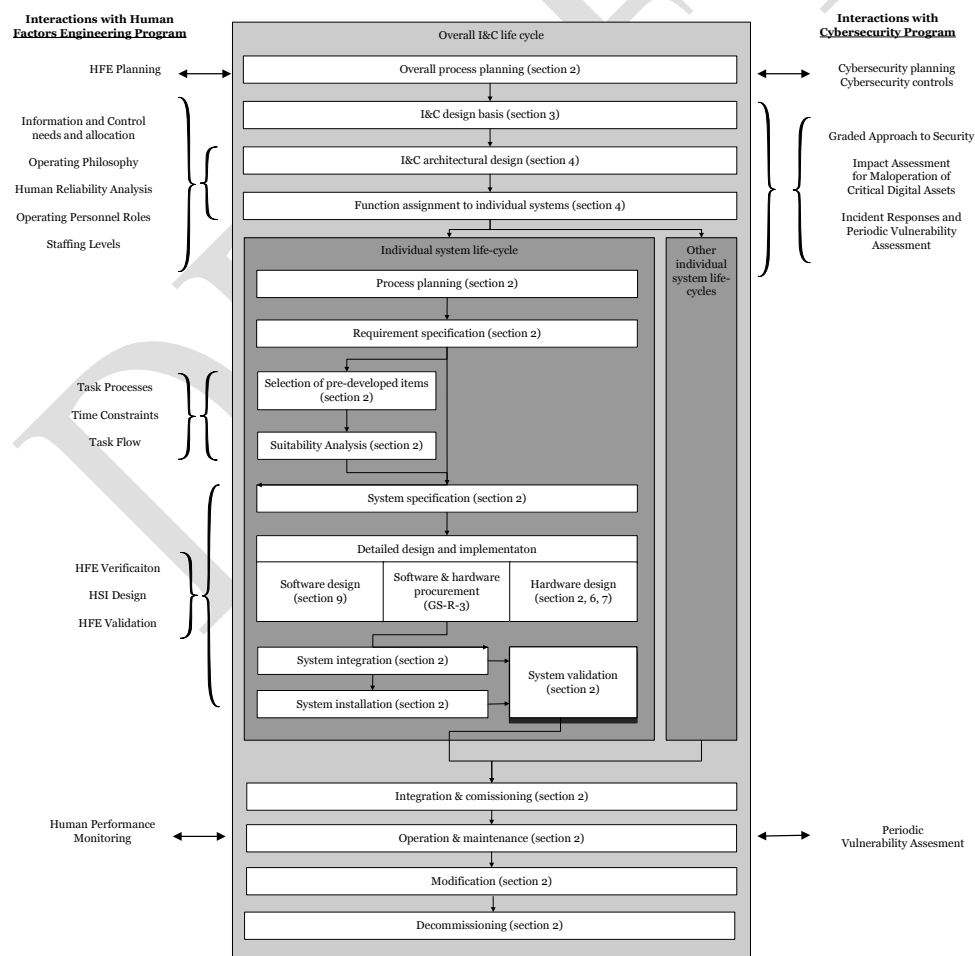 Interactions with Human
Factors Engineering Program
HFE Planning
Information and Control
needs and allocation
Operating Philosophy
Human Reliability Analysis
Operating Personnel Roles
Staffing Levels
Task Processes
Time Constraints
Task Flow
HFE Verificaiton
HSI Design
HFE Validation
Human Performance
Monitoring
Overall I&C life cycle
Overall process planning (section 2)
I&C design basis (section 3)
I&C architectural design (section 4)
Function assignment to individual systems (section 4)
Individual system life-cycle
Process planning (section 2)
Requirement specification (section 2)
Selection of pre-developed items
(section 2)
Suitability Analysis (section 2)
System specification (section 2)
Detailed design and implementaton
Software design
(section 9)
Software & hardware
procurement
(GS-R-3)
Hardware design
(section 2, 6, 7)
System integration (section 2)
System installation (section 2)
System validation
(section 2)
Other
individual
system life-
cycles
Integration & comissioning (section 2)
Operation & maintenance (section 2)
Modification (section 2)
Decommissioning (section 2)
Interactions with
Cybersecurity Program
Cybersecurity planning
Cybersecurity controls
Graded Approach to Security
Impact Assessment
for Maloperation of
Critical Digital Assets
Incident Responses and
Periodic Vulnerability
Assessment
Periodic
Vulnerability Assesment